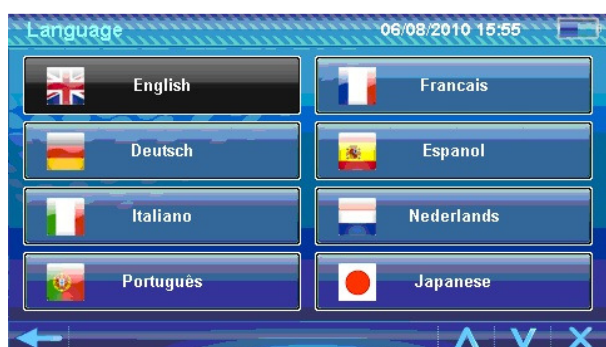 Language 06/08/2010 15:55
English Francais
Deutsch Espanol
Italiano Nederlands
Português Japanese